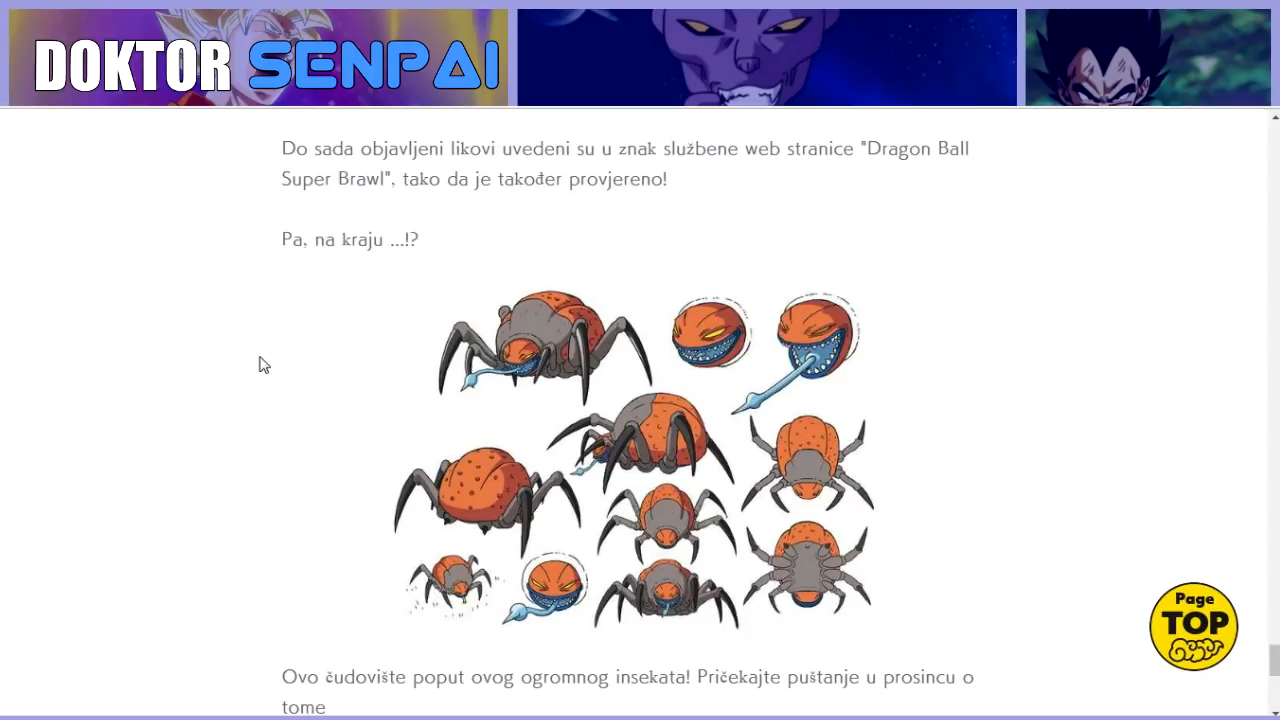 DOKTOR SENPAI
Do sada objavljeni likovi uvedeni su u znak službene web stranice "Dragon Ball
Super Brawl", tako da je također provjereno!
Pa, na kraju ...!?
Page
TOP
Ovo čudovište poput ovog ogromnog insekata! Pričekajte puštanje u prosincu o
tome